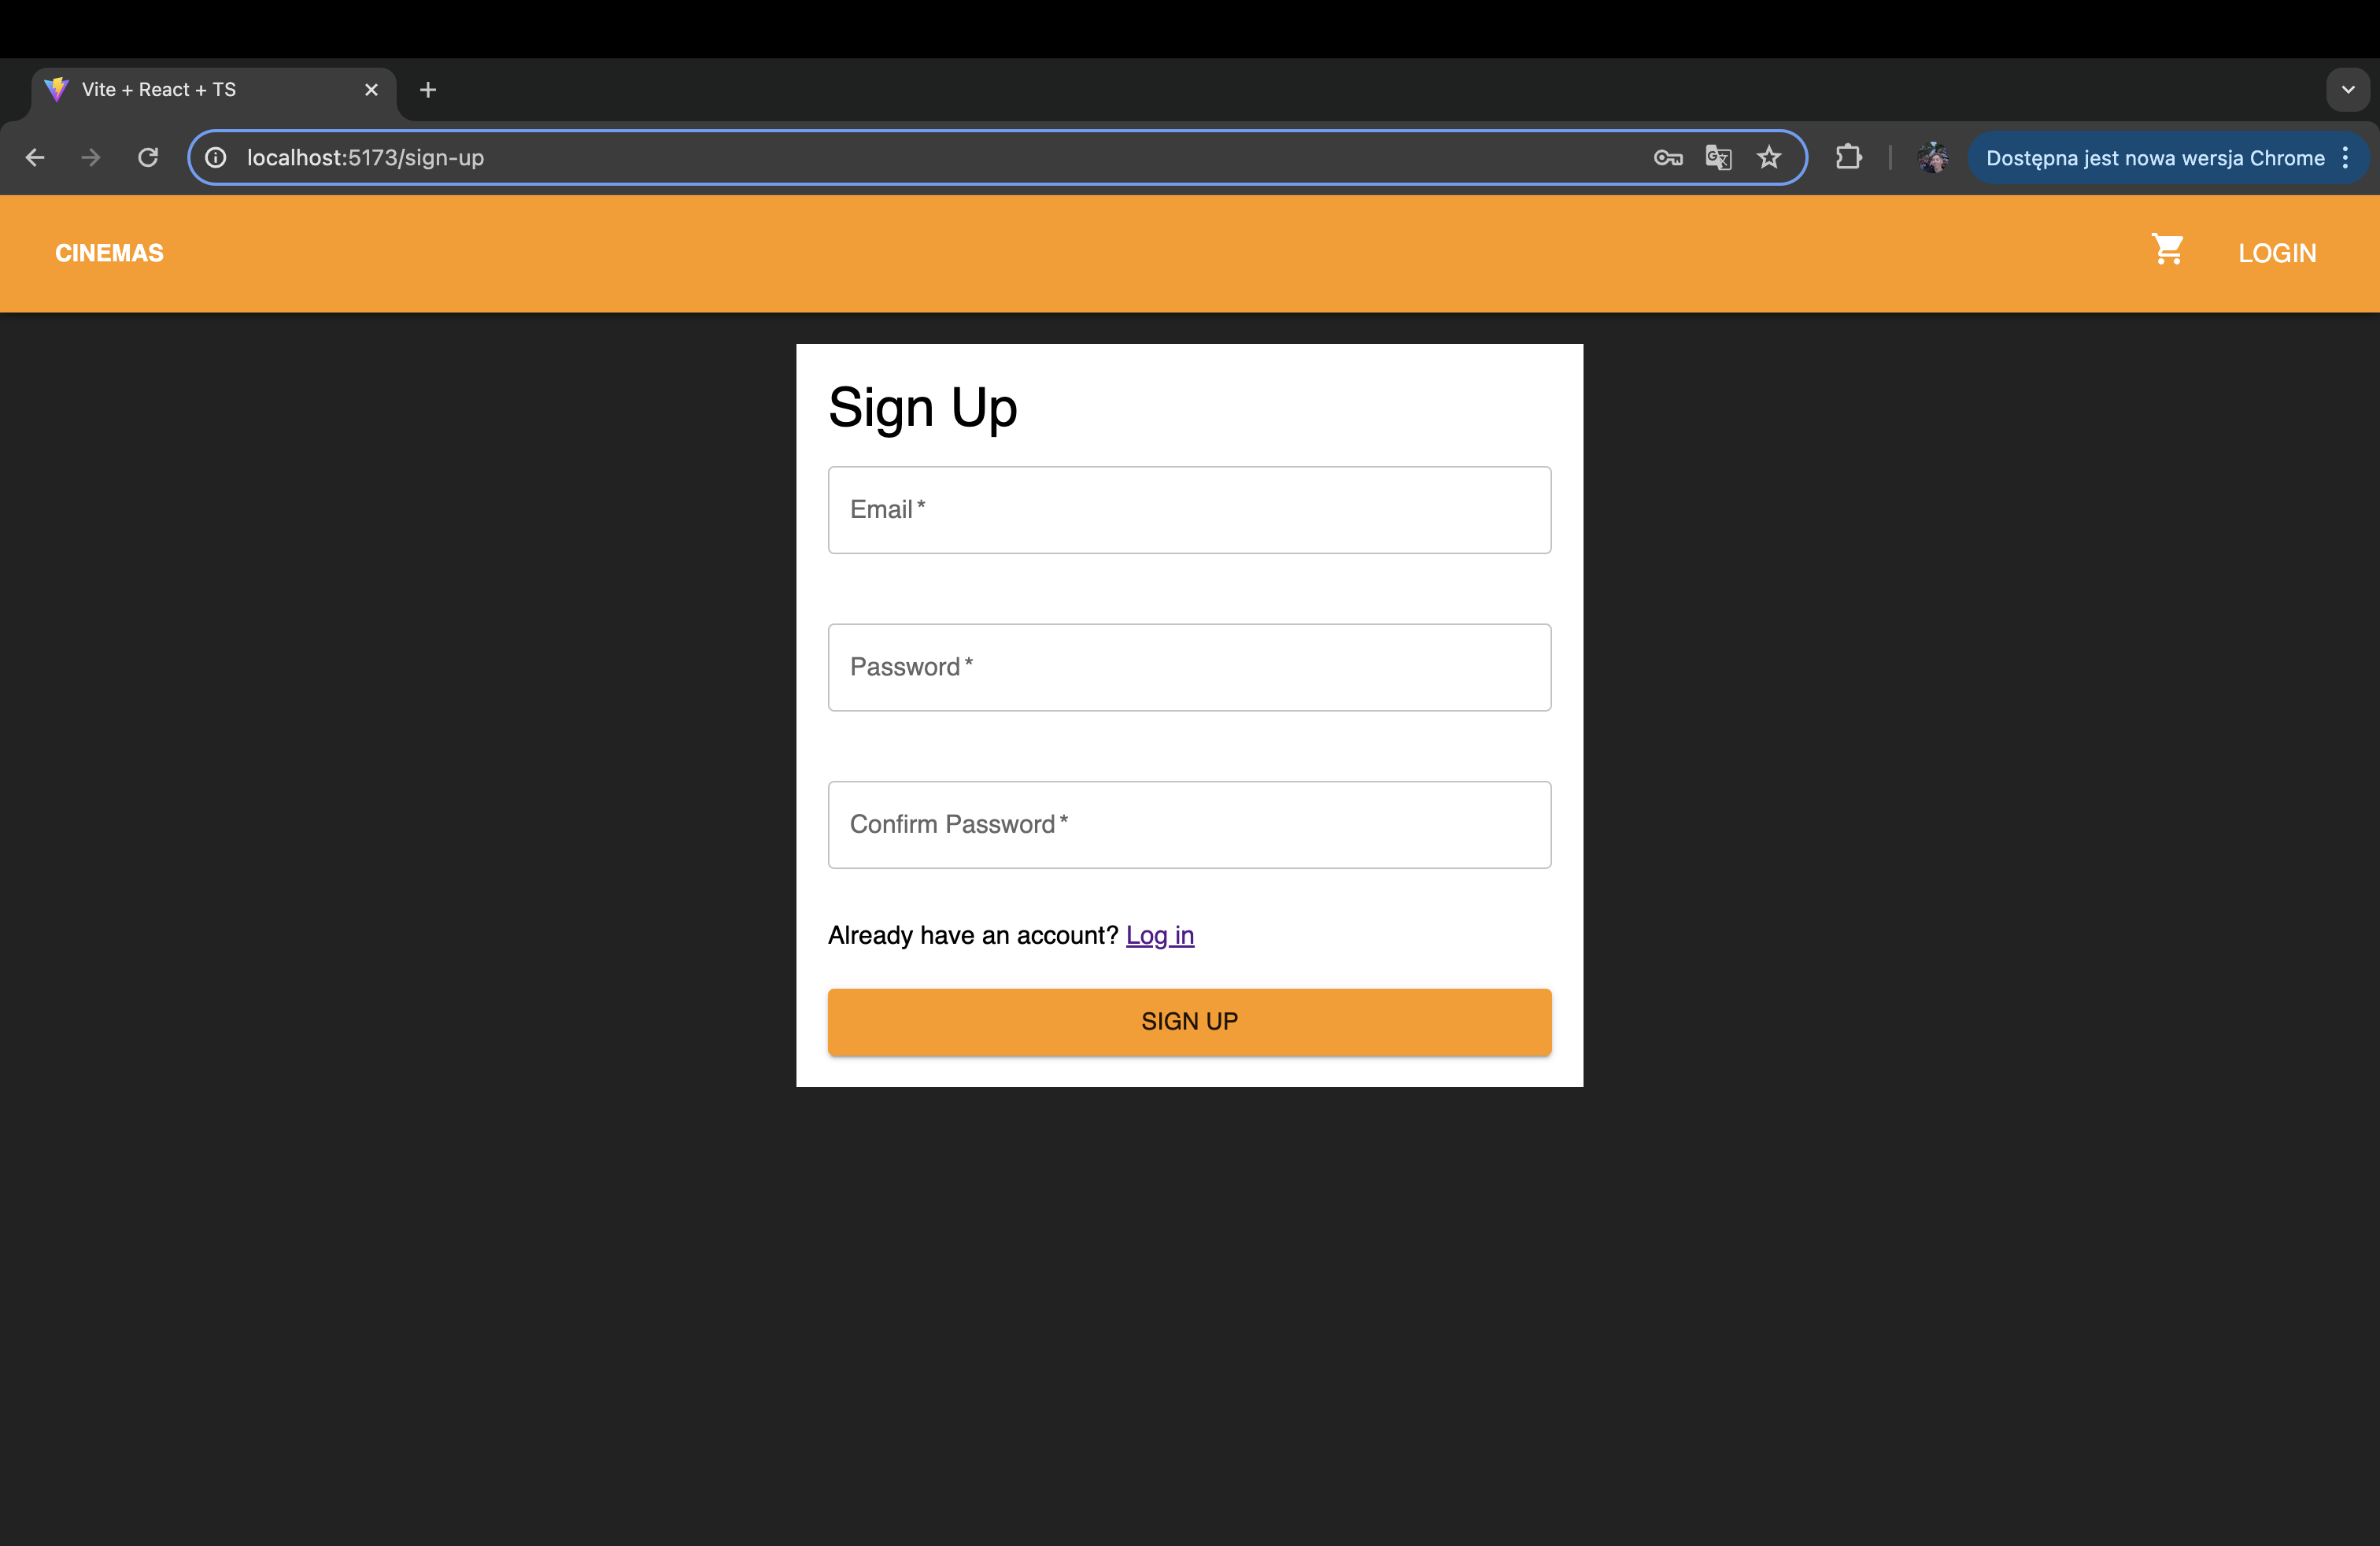 Vite + React + TS
localhost:5173/sign-up
Dostępna jest nowa wersja Chrome
CINEMAS
LOGIN
Sign Up
Email *
Password *
Confirm Password *
Already have an account? Log in
SIGN UP